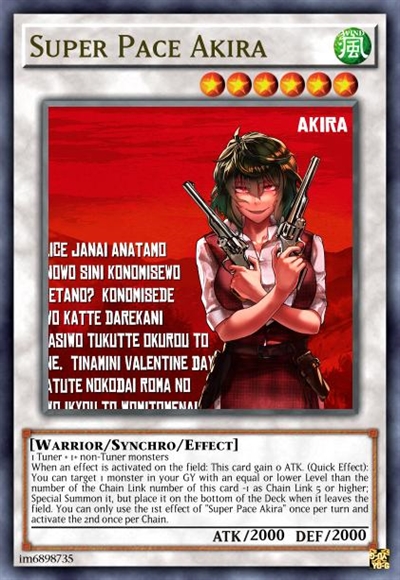 Super Pace Akira
WIND
風
AKIRA
ICE JANAI ANATAMO
NOWO SINI KONOMISEWO
ETANO? KONOMISEDE
VO KATTE DAREKANI
ASIWO TUKUTTE OKUROU TO
NE. TINAMINI VALENTINE DAY
ATUTE NOKODAI ROMA NO
WO IKYOU TO WOMITOMENAI
[Warrior/Synchro/Effect]
1 Tuner + 1+ non-Tuner monsters
When an effect is activated on the field: This card gain 0 ATK. (Quick Effect):
You can target 1 monster in your GY with an equal or lower Level than the
number of the Chain Link number of this card -1 as Chain Link 5 or higher;
Special Summon it, but place it on the bottom of the Deck when it leaves the
field. You can only use the 1st effect of "Super Pace Akira" once per turn and
activate the 2nd once per Chain.
ATK/2000 DEF/2000
im6898735